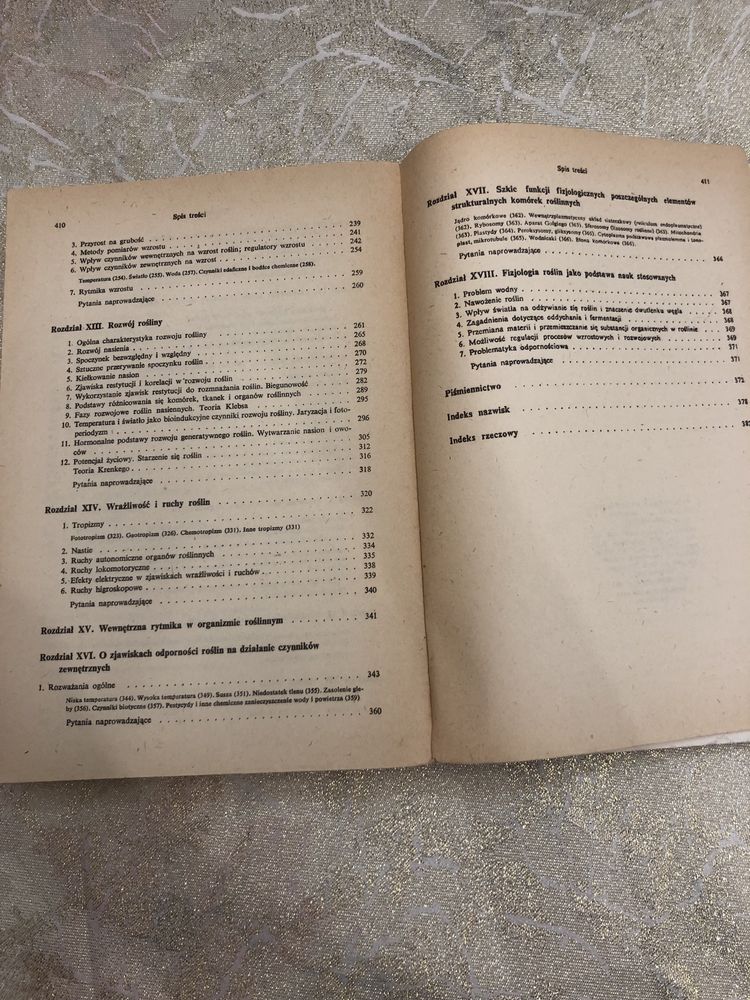 410
Spis treści
3. Przyrost na grubość . . . 239
4. Metody pomiarów wzrostu . . . 241
5. Wpływ czynników wewnętrznych na wzrost roślin; regulatory wzrostu . . . 242
6. Wpływ czynników zewnętrznych na wzrost . . . 254
Temperatura (254). Światło (255). Woda (257). Czynniki edaficzne i bodźce chemiczne (258).
7. Rytmika wzrostu . . . 259
Pytania naprowadzające . . . 260
Rozdział XIII. Rozwój rośliny
1. Ogólna charakterystyka rozwoju rośliny . . . 261
2. Rozwój nasienia . . . 265
3. Spoczynek bezwzględny i względny . . . 268
4. Sztuczne przerywanie spoczynku roślin . . . 270
5. Kiełkowanie nasion . . . 272
6. Zjawiska restytucji i korelacji w rozwoju roślin . . . 279
7. Wykorzystanie zjawisk restytucji do rozmnażania roślin. Biegunowość . . . 282
8. Podstawy różnicowania się komórek, tkanek i organów roślinnych . . . 289
9. Fazy rozwojowe roślin nasiennych. Teoria Klebsa . . . 295
10. Temperatura i światło jako bioindukcyjne czynniki rozwoju rośliny. Jaryzacja i foto-
periodyzm . . . 296
11. Hormonalne podstawy rozwoju generatywnego roślin. Wytwarzanie nasion i owo-
ców . . . 305
12. Potencjał życiowy. Starzenie się roślin . . . 312
Teoria Krenkego . . . 316
Pytania naprowadzające . . . 318
Rozdział XIV. Wrażliwość i ruchy roślin . . . 320
1. Tropizmy . . . 322
Fototropizm (323). Geotropizm (326). Chemotropizm (331). Inne tropizmy (331)
2. Nastie . . . 332
3. Ruchy autonomiczne organów roślinnych . . . 334
4. Ruchy lokomotoryczne . . . 335
5. Efekty elektryczne w zjawiskach wrażliwości i ruchów . . . 338
6. Ruchy higroskopowe . . . 339
Pytania naprowadzające . . . 340
Rozdział XV. Wewnętrzna rytmika w organizmie roślinnym . . . 341
Rozdział XVI. O zjawiskach odporności roślin na działanie czynników
zewnętrznych
1. Rozważania ogólne . . . 343
Niska temperatura (344). Wysoka temperatura (349). Susza (351). Niedostatek tlenu (355). Zasolenie gle-
by (356). Czynniki biotyczne (357). Pestycydy i inne chemiczne zanieczyszczenie wody i powietrza (359)
Pytania naprowadzające . . . 360
Spis treści
411
Rozdział XVII. Szkic funkcji fizjologicznych poszczególnych elementów
strukturalnych komórek roślinnych
Jądro komórkowe (362). Wewnątrzplazmatyczny układ siateczkowy (reticulum endoplasmaticum)
(362). Rybosomy (363). Aparat Golgiego (363). Sferosomy (363). Mitochondria
(363). Plastydy (364). Peroksysomy, glioksysomy (365). Cytoplazma podstawowa, plasmolemma i tono-
plast, mikrotubule (365). Wodniczki (366). Błona komórkowa (366).
Pytania naprowadzające . . . 366
Rozdział XVIII. Fizjologia roślin jako podstawa nauk stosowanych
1. Problem wodny . . . 367
2. Nawożenie roślin . . . 367
3. Wpływ światła na odżywianie się roślin i znaczenie dwutlenku węgla . . . 368
4. Zagadnienia dotyczące oddychania i fermentacji . . . 368
5. Przemiana materii i przemieszczanie się substancji organicznych w roślinie . . . 369
6. Możliwość regulacji procesów wzrostowych i rozwojowych . . . 369
7. Problematyka odpornościowa . . . 371
Pytania naprowadzające . . . 371
Piśmiennictwo . . . 372
Indeks nazwisk . . . 378
Indeks rzeczowy . . . 382